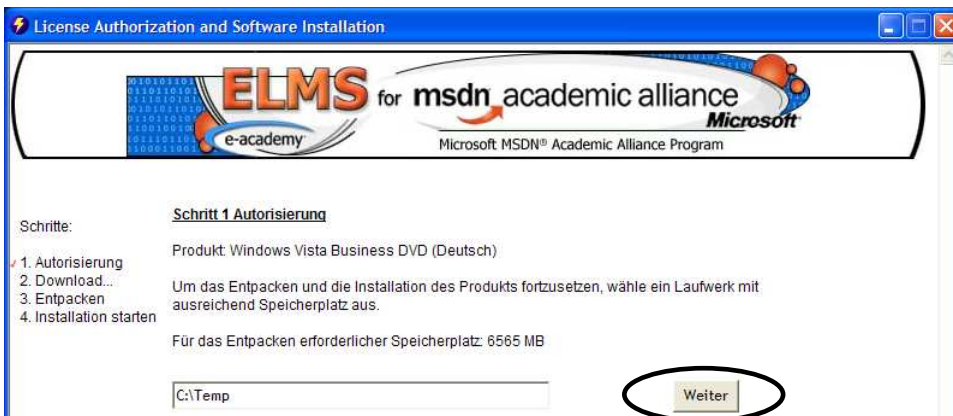 License Authorization and Software Installation
ELMS for msdn academic alliance
Microsoft
e-academy
Microsoft MSDN® Academic Alliance Program
Schritt 1 Autorisierung
Schritte:
Produkt: Windows Vista Business DVD (Deutsch)
1. Autorisierung
2. Download...
3. Entpacken
4. Installation starten
Um das Entpacken und die Installation des Produkts fortzusetzen, wähle ein Laufwerk mit
ausreichend Speicherplatz aus.
Für das Entpacken erforderlicher Speicherplatz: 6565 MB
C:\Temp
Weiter